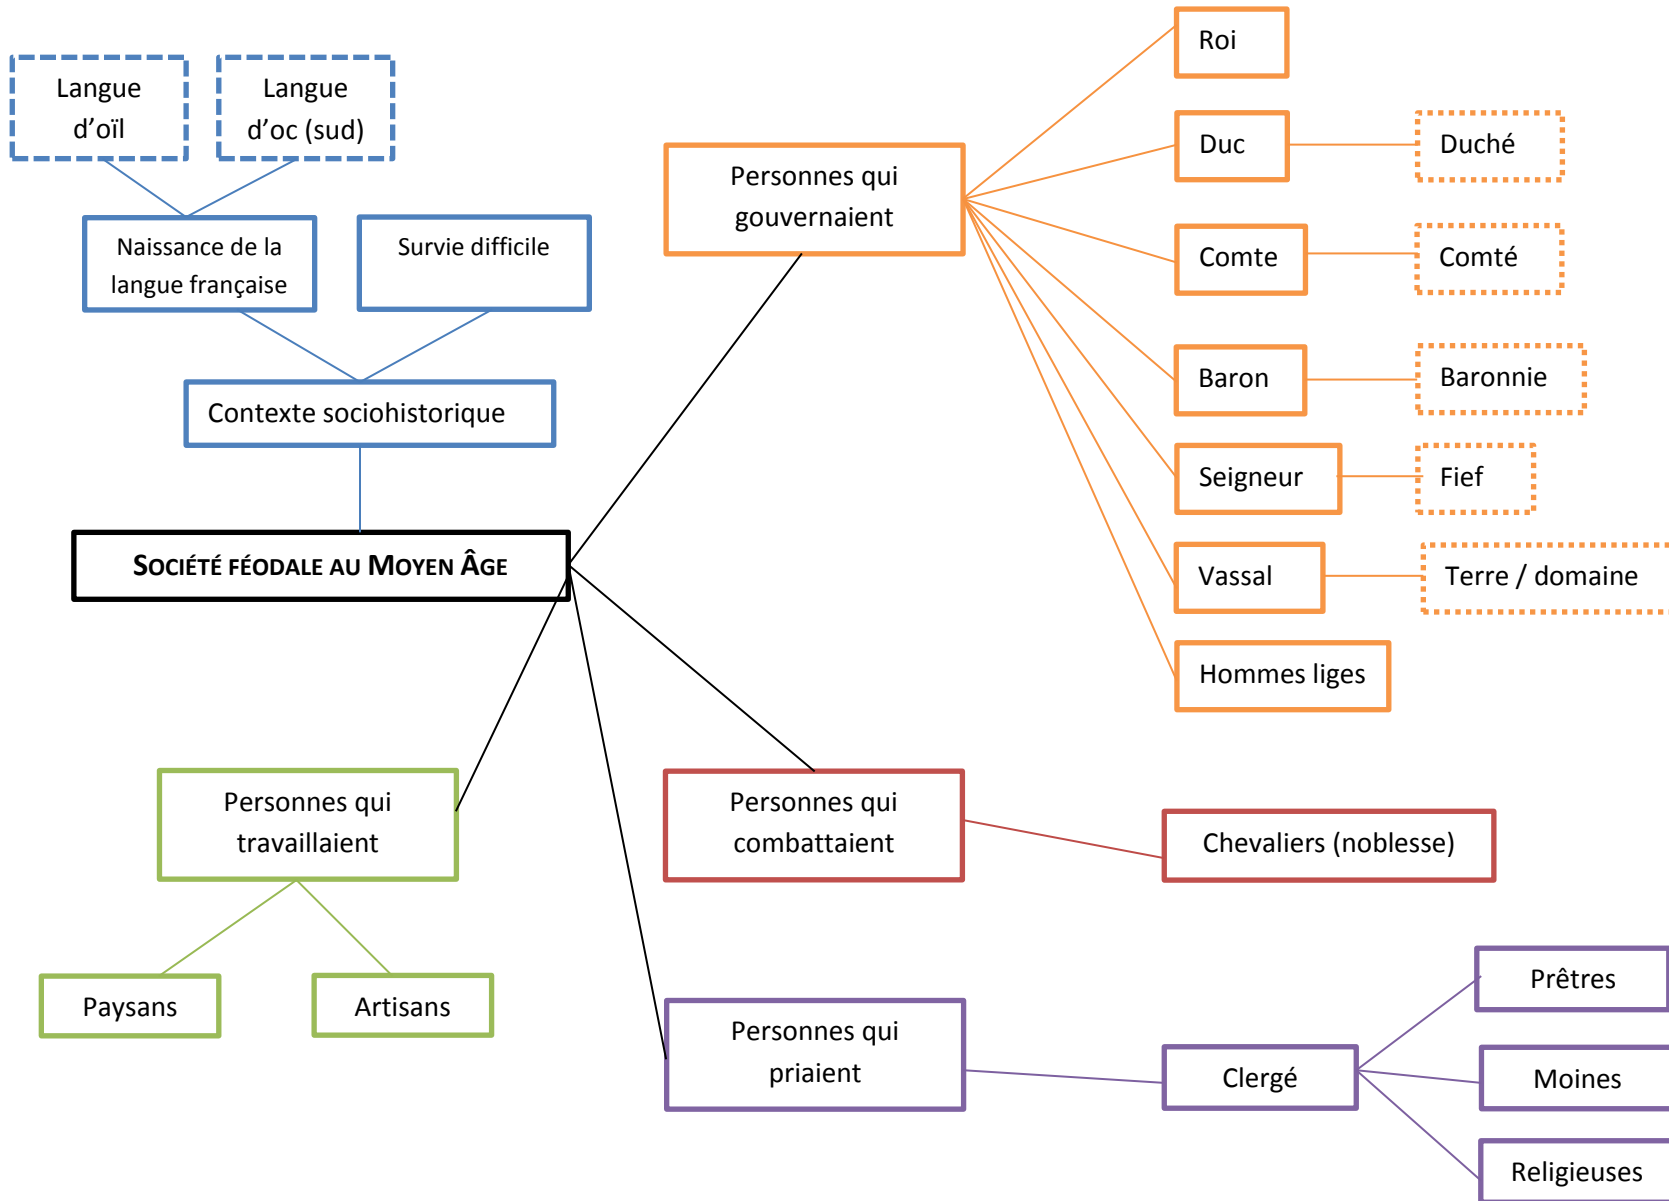 Langue
d'oïl
Langue
d'oc (sud)
Naissance de la
langue française
Survie difficile
Contexte sociohistorique
SOCIÉTÉ FÉODALE AU MOYEN ÂGE
Personnes qui
gouvernaient
Roi
Duc
Duché
Comte
Comté
Baron
Baronnie
Seigneur
Fief
Vassal
Terre / domaine
Hommes liges
Personnes qui
travaillaient
Paysans
Artisans
Personnes qui
combattaient
Chevaliers (noblesse)
Personnes qui
priaient
Clergé
Prêtres
Moines
Religieuses